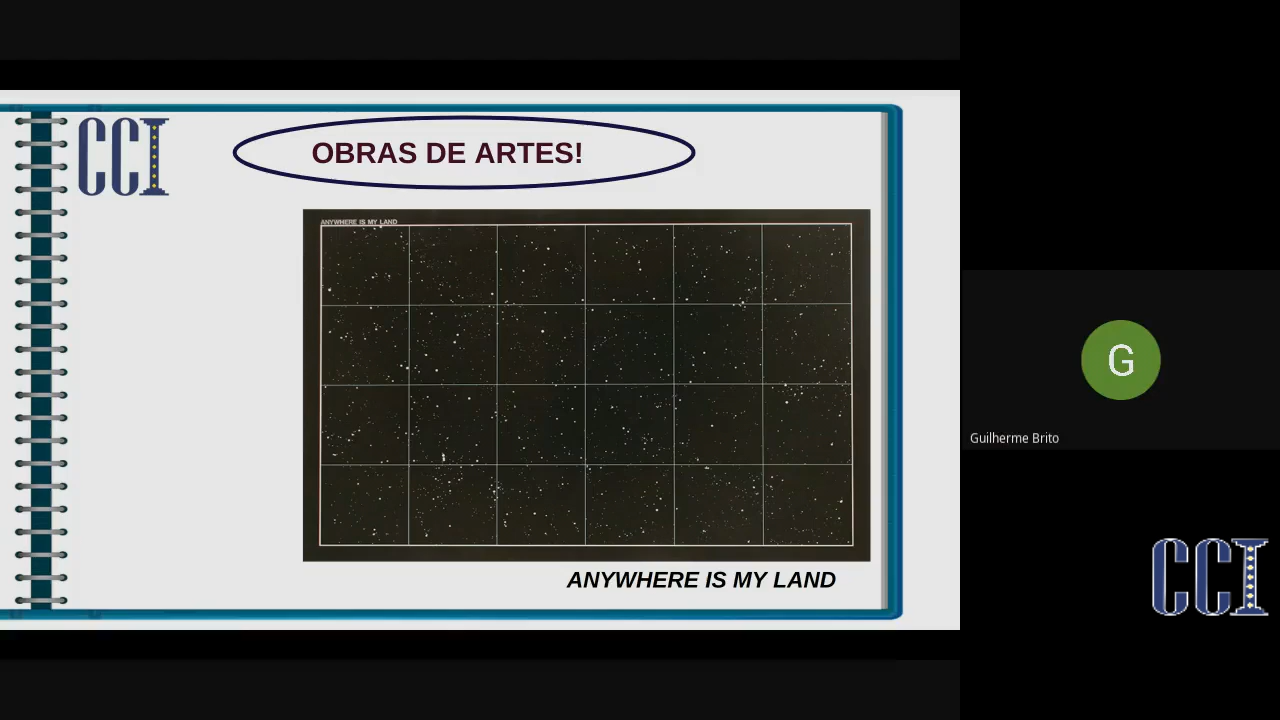 CCI
OBRAS DE ARTES!
ANYWHERE IS MY LAND
ANYWHERE IS MY LAND
G
Guilherme Brito
CCI